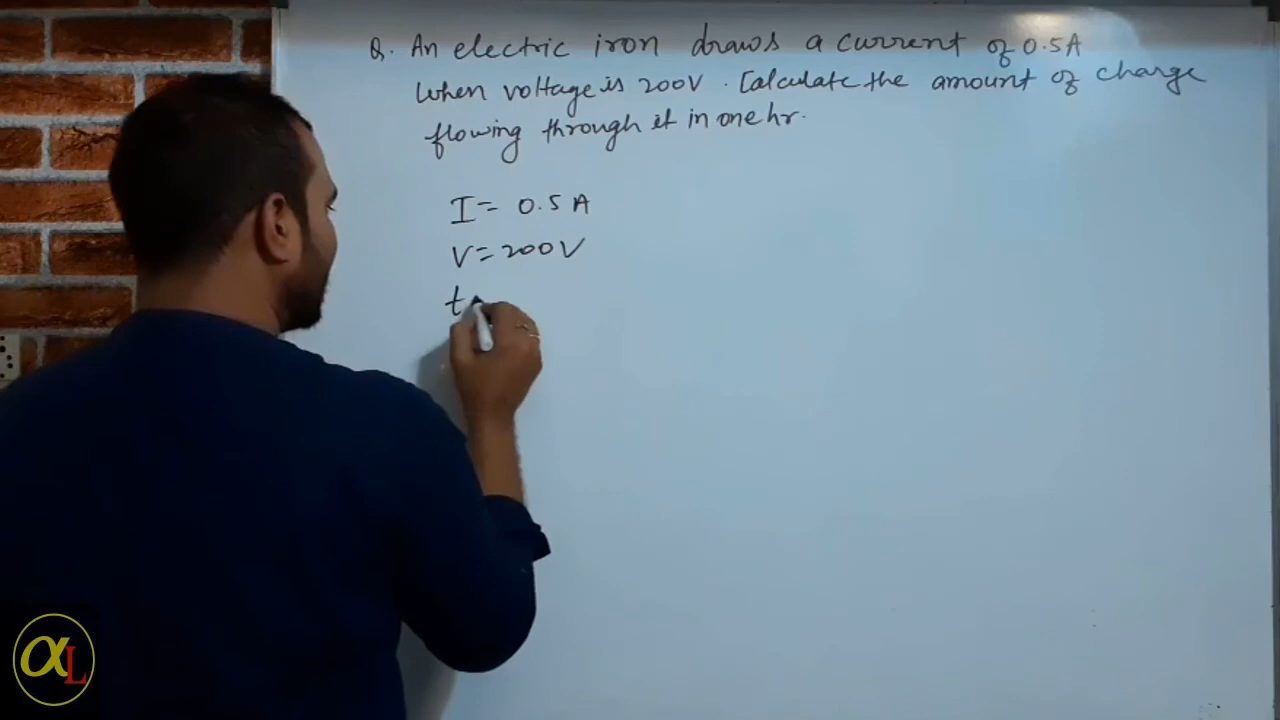 Q. An electric iron draws a current of 0.5A
When voltage is 200V. Calculate the amount of charge
flowing through it in one hr.
I = 0.5 A
V = 200V
t
αL